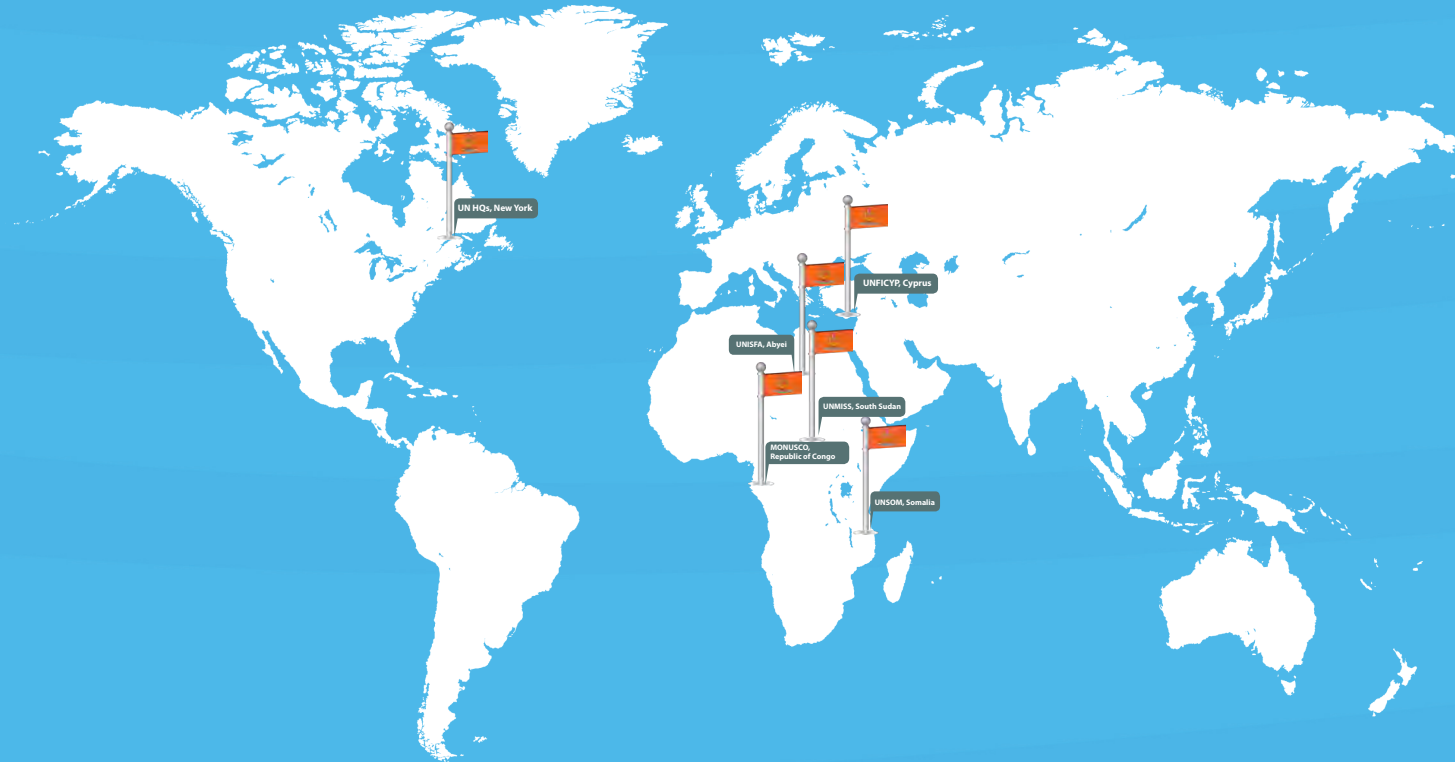 UN HQs, New York
UNFICYP, Cyprus
UNISFA, Abyei
UNMISS, South Sudan
MONUSCO,
Republic of Congo
UNSOM, Somalia